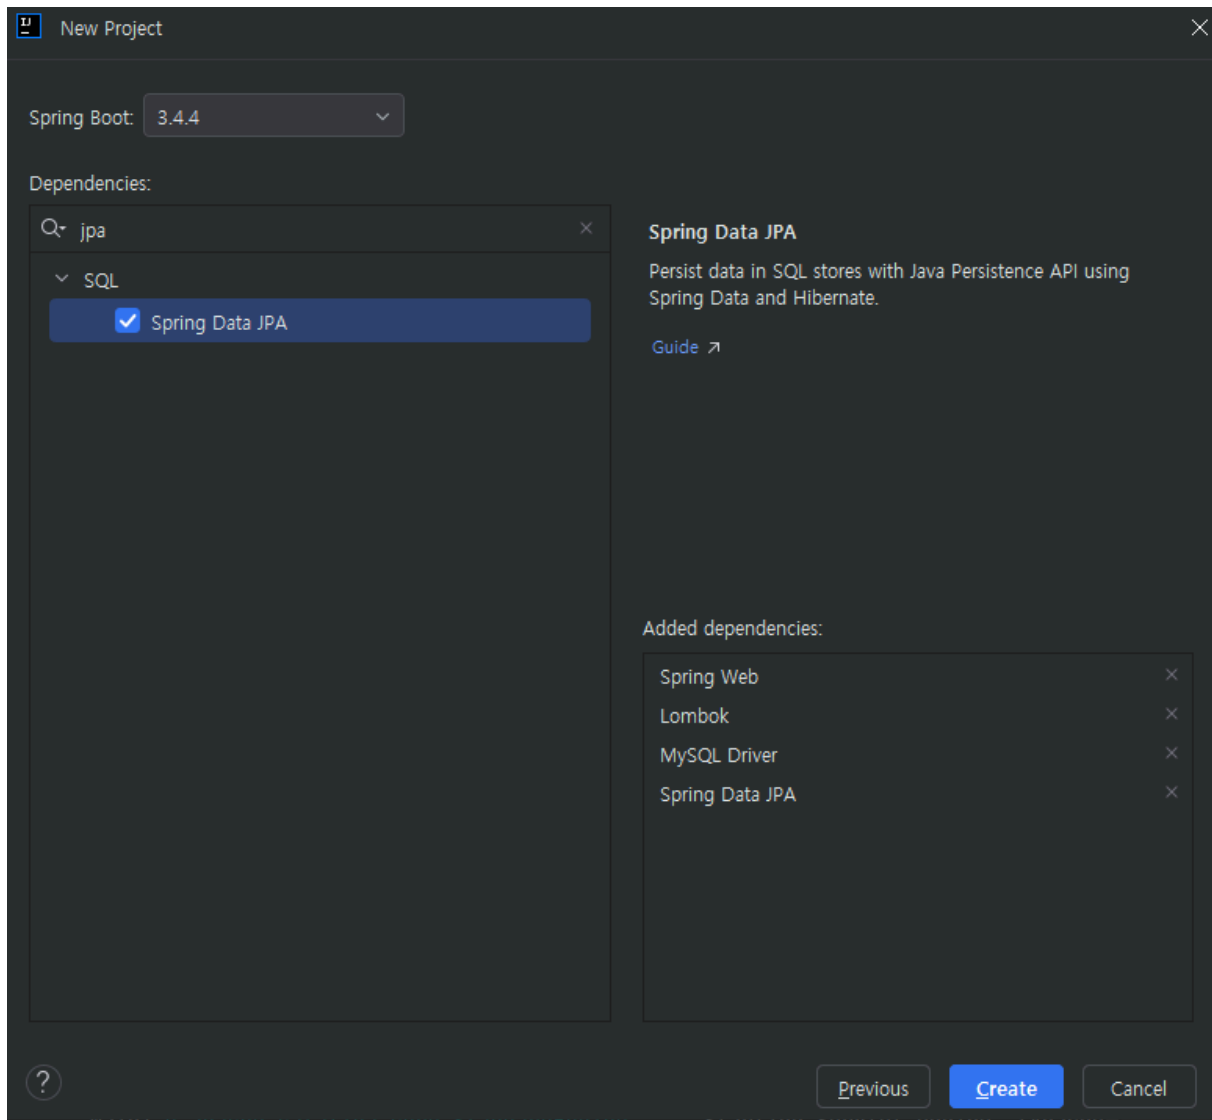 New Project
Spring Boot: 3.4.4
Dependencies:
jpa
SQL
Spring Data JPA
Spring Data JPA
Persist data in SQL stores with Java Persistence API using
Spring Data and Hibernate.
Guide
Added dependencies:
Spring Web
Lombok
MySQL Driver
Spring Data JPA
?
Previous
Create
Cancel